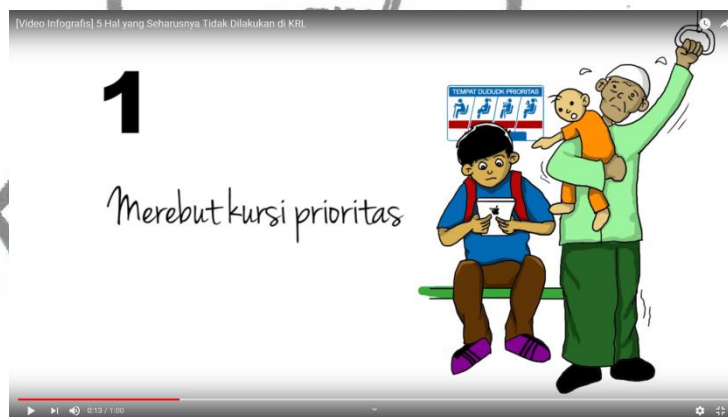 [Video Infografis] 5 Hal yang Seharusnya Tidak Dilakukan di KRL
1
TEMPAT DUDUDK PRIORITAS
Merebut kursi prioritas
0:13 / 1:00